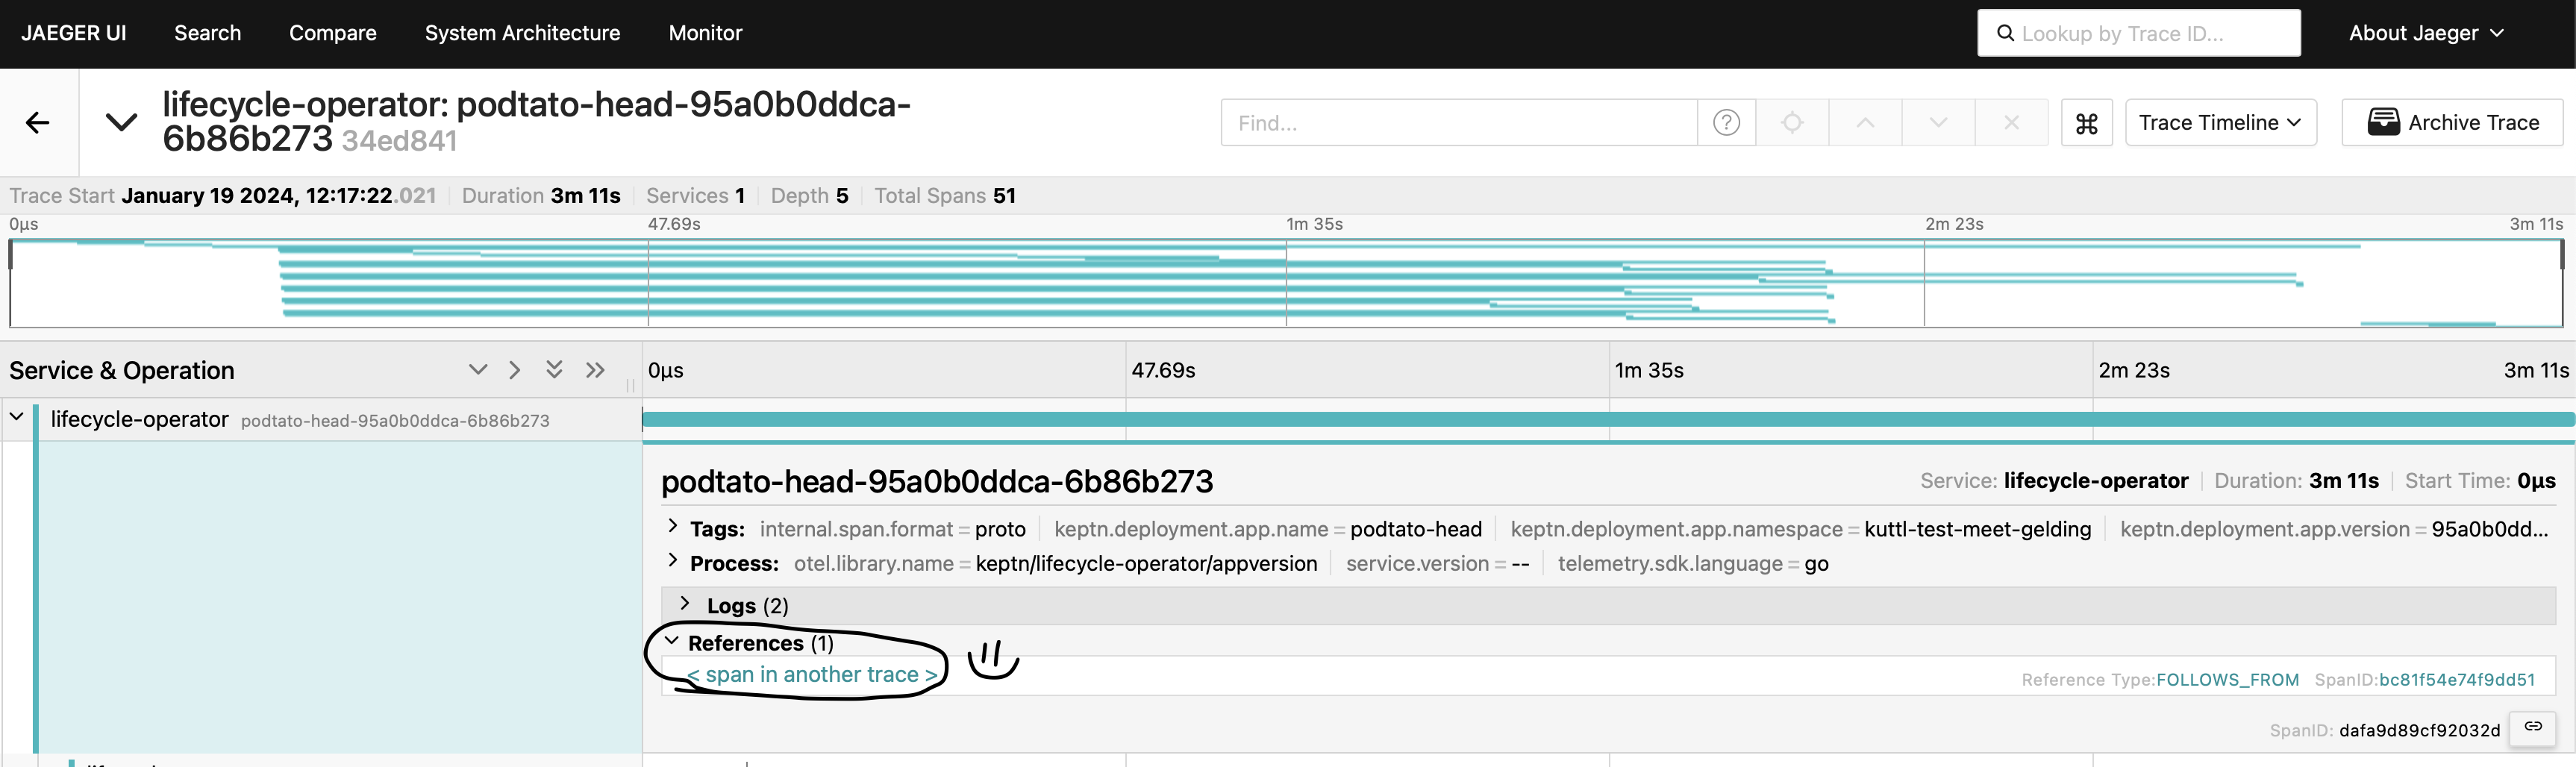 JAEGER UI Search Compare System Architecture Monitor Lookup by Trace ID... About Jaeger
lifecycle-operator: podtato-head-95a0b0ddca-
6b86b273 34ed841
Find... ? ⌘ Trace Timeline Archive Trace
Trace Start January 19 2024, 12:17:22.021 Duration 3m 11s Services 1 Depth 5 Total Spans 51
0μs 47.69s 1m 35s 2m 23s 3m 11s
Service & Operation 0μs 47.69s 1m 35s 2m 23s 3m 11s
lifecycle-operator podtato-head-95a0b0ddca-6b86b273
podtato-head-95a0b0ddca-6b86b273 Service: lifecycle-operator Duration: 3m 11s Start Time: 0μs
Tags: internal.span.format = proto keptn.deployment.app.name = podtato-head keptn.deployment.app.namespace = kuttl-test-meet-gelding keptn.deployment.app.version = 95a0b0dd...
Process: otel.library.name = keptn/lifecycle-operator/appversion service.version = -- telemetry.sdk.language = go
Logs (2)
References (1)
< span in another trace > Reference Type:FOLLOWS_FROM SpanID:bc81f54e74f9dd51
SpanID: dafa9d89cf92032d